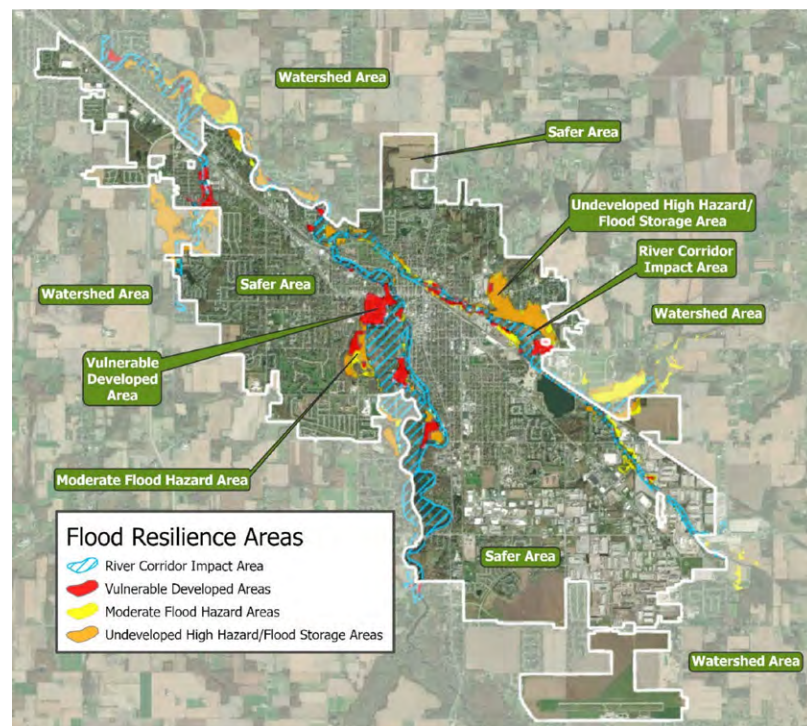 Watershed Area
Safer Area
Undeveloped High Hazard/
Flood Storage Area
River Corridor
Impact Area
Watershed Area
Safer Area
Watershed Area
Vulnerable
Developed
Area
Moderate Flood Hazard Area
Flood Resilience Areas
River Corridor Impact Area
Vulnerable Developed Areas
Moderate Flood Hazard Areas
Undeveloped High Hazard/Flood Storage Areas
Safer Area
Watershed Area